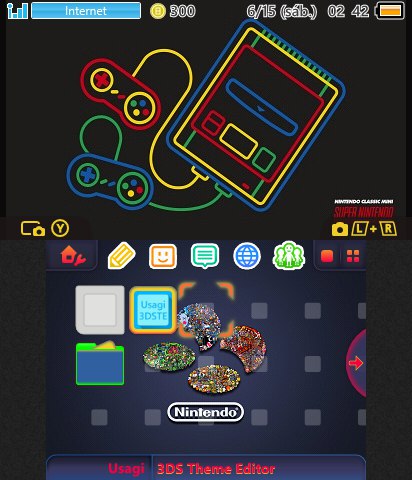 Internet
300
6/15 (sáb.)
02 42
NINTENDO CLASSIC MINI
SUPER NINTENDO
Y
L + R
Usagi
3DSTE
Nintendo
Usagi 3DS Theme Editor